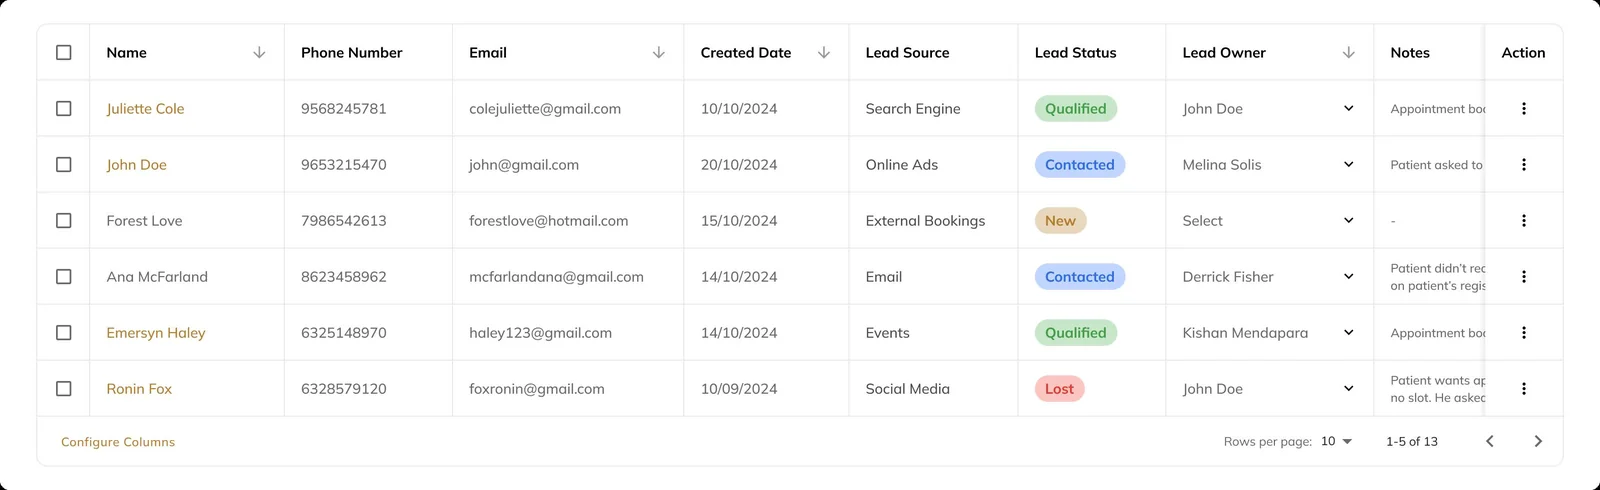 Name Phone Number Email Created Date Lead Source Lead Status Lead Owner Notes Action
Juliette Cole 9568245781 colejuliette@gmail.com 10/10/2024 Search Engine Qualified John Doe Appointment
John Doe 9653215470 john@gmail.com 20/10/2024 Online Ads Contacted Melina Solis Patient asked to
Forest Love 7986542613 forestlove@hotmail.com 15/10/2024 External Bookings New Select -
Ana McFarland 8623458962 mcfarlandana@gmail.com 14/10/2024 Email Contacted Derrick Fisher Patient didn't
on patient's
Emersyn Haley 6325148970 haley123@gmail.com 14/10/2024 Events Qualified Kishan Mendapara Appointment
Ronin Fox 6328579120 foxronin@gmail.com 10/09/2024 Social Media Lost John Doe Patient wants
no slot. He asked
Configure Columns Rows per page: 10 1-5 of 13